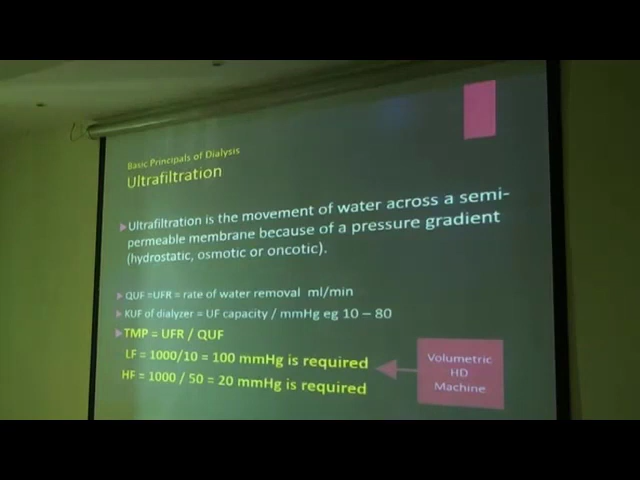 Basic Principals of Dialysis
Ultrafiltration
Ultrafiltration is the movement of water across a semi-
permeable membrane because of a pressure gradient
(hydrostatic, osmotic or oncotic).
QUF =UFR = rate of water removal ml/min
KUF of dialyzer = UF capacity / mmHg eg 10 – 80
TMP = UFR / QUF
LF = 1000/10 = 100 mmHg is required
HF = 1000 / 50 = 20 mmHg is required
Volumetric
HD
Machine